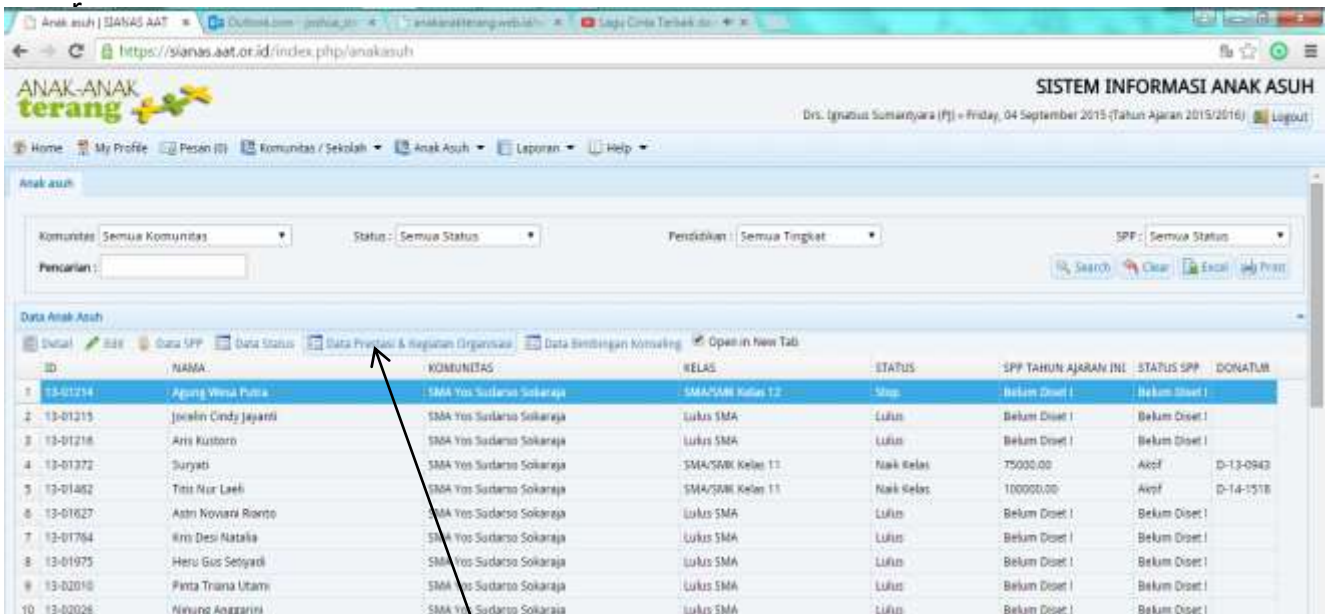 Anak asuh | SIANAS AAT
Outlook.com
https://sianas.aat.or.id/index.php/anakasuh
ANAK-ANAK
terang
SISTEM INFORMASI ANAK ASUH
Drs. Ignatius Sumantyara (PJ) - Friday, 04 September 2015 (Tahun Ajaran 2015/2016) Logout
Home My Profile Pesan (0) Komunitas / Sekolah Anak Asuh Laporan Help
Anak asuh
Komunitas Semua Komunitas Status : Semua Status Pendidikan : Semua Tingkat SPP : Semua Status
Pencarian : Search Clear Excel Print
Data Anak Asuh
Detail Edit Data SPP Data Status Data Prestasi & Kegiatan Organisasi Data Bimbingan Konseling Open in New Tab
ID NAMA KOMUNITAS KELAS STATUS SPP TAHUN AJARAN INI STATUS SPP DONATUR
1 13-01214 Agung Wisnu Putra SMA Yos Sudarso Sokaraja SMA/SMK Kelas 12 Stop Belum Diset ! Belum Diset !
2 13-01215 Jocelin Cindy Jayanti SMA Yos Sudarso Sokaraja Lulus SMA Lulus Belum Diset ! Belum Diset !
3 13-01216 Aris Kustoro SMA Yos Sudarso Sokaraja Lulus SMA Lulus Belum Diset ! Belum Diset !
4 13-01372 Suryati SMA Yos Sudarso Sokaraja SMA/SMK Kelas 11 Naik Kelas 75000.00 Aktif D-13-0943
5 13-01462 Titis Nur Laeli SMA Yos Sudarso Sokaraja SMA/SMK Kelas 11 Naik Kelas 100000.00 Aktif D-14-1518
6 13-01627 Astri Noviani Rianto SMA Yos Sudarso Sokaraja Lulus SMA Lulus Belum Diset ! Belum Diset !
7 13-01764 Kris Desi Natalia SMA Yos Sudarso Sokaraja Lulus SMA Lulus Belum Diset ! Belum Diset !
8 13-01975 Heru Gus Setiyadi SMA Yos Sudarso Sokaraja Lulus SMA Lulus Belum Diset ! Belum Diset !
9 13-02010 Pinta Triana Utami SMA Yos Sudarso Sokaraja Lulus SMA Lulus Belum Diset ! Belum Diset !
10 13-02026 Ninung Anggarini SMA Yos Sudarso Sokaraja Lulus SMA Lulus Belum Diset ! Belum Diset !